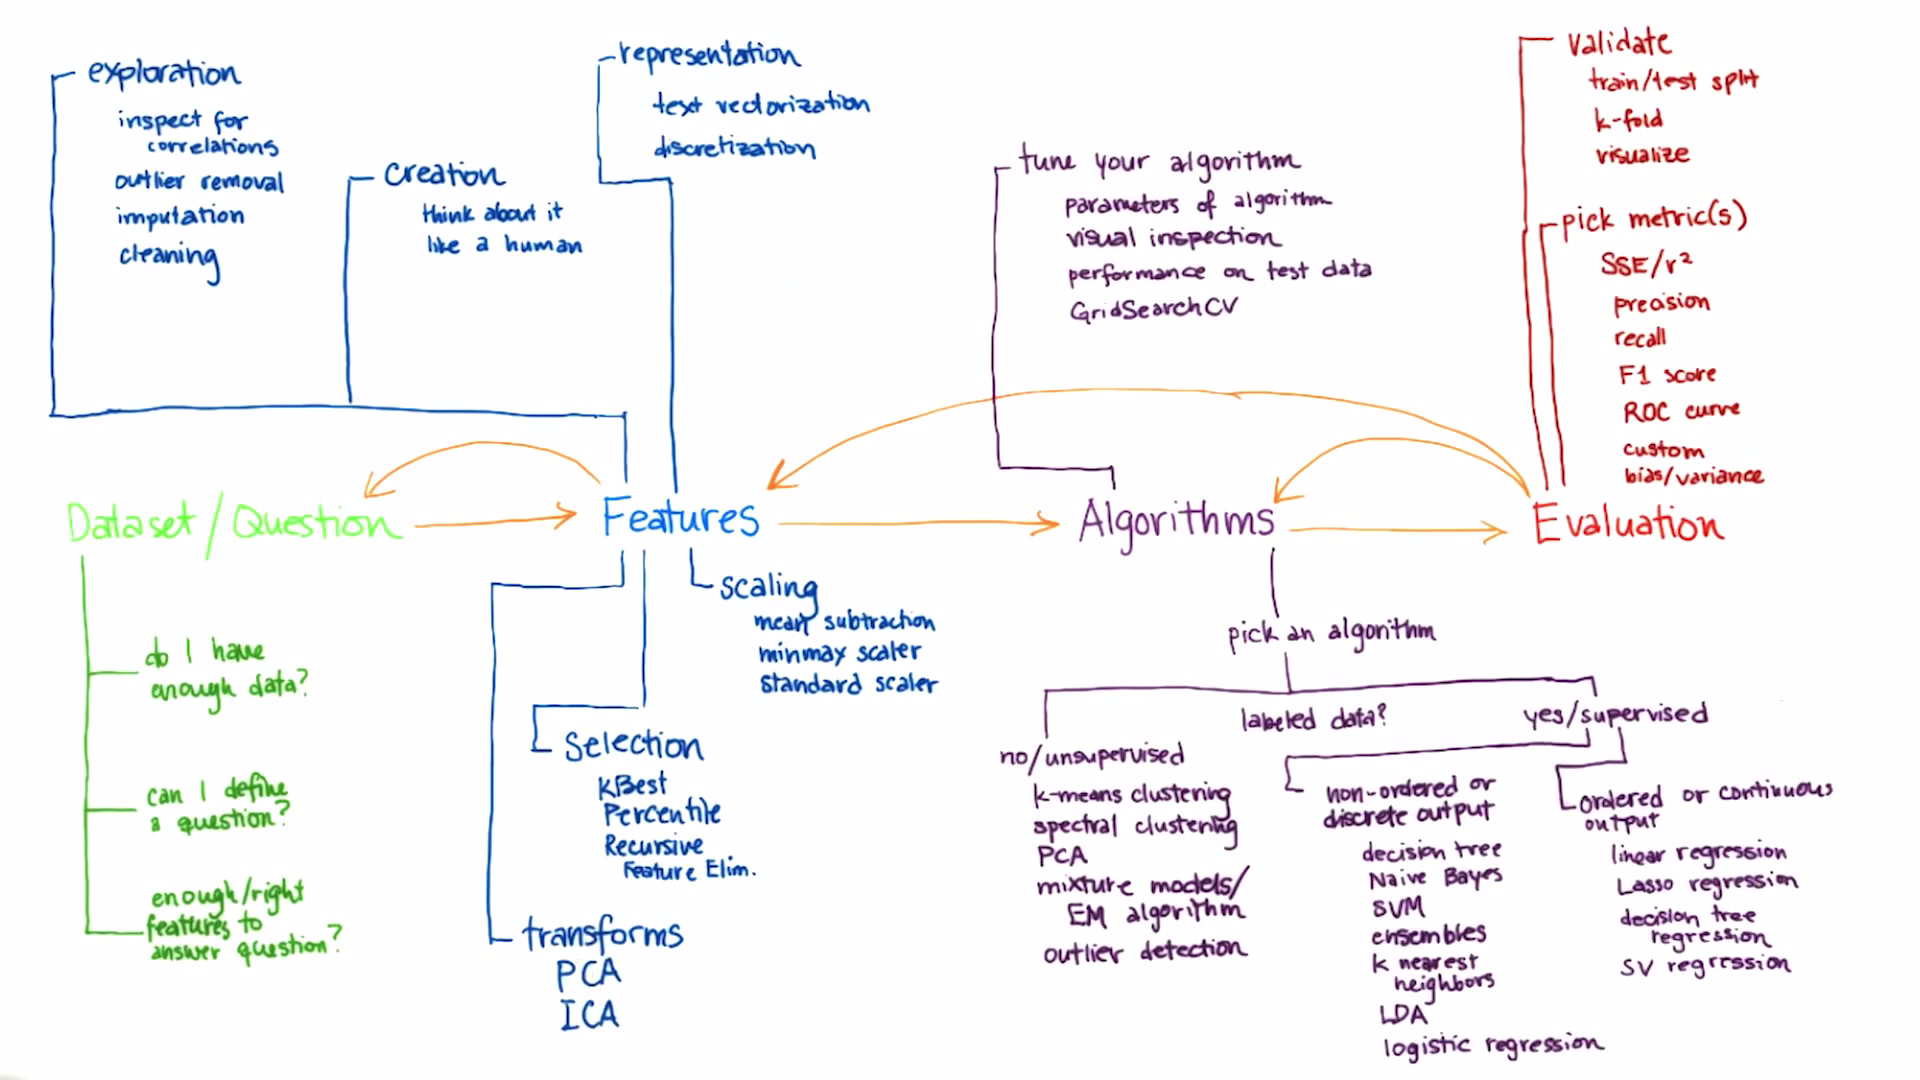 exploration
inspect for
correlations
outlier removal
imputation
cleaning
creation
think about it
like a human
representation
text vectorization
discretization
tune your algorithm
parameters of algorithm
visual inspection
performance on test data
GridSearchCV
validate
train/test split
k-fold
visualize
pick metric(s)
SSE/r²
precision
recall
F1 score
ROC curve
custom
bias/variance
Dataset/Question
Features
Algorithms
Evaluation
do I have
enough data?
can I define
a question?
enough/right
features to
answer question?
scaling
mean subtraction
minmax scaler
standard scaler
selection
KBest
Percentile
Recursive
Feature Elim.
transforms
PCA
ICA
pick an algorithm
labeled data?
no/unsupervised
k-means clustering
spectral clustering
PCA
mixture models/
EM algorithm
outlier detection
yes/supervised
non-ordered or
discrete output
decision tree
Naive Bayes
SVM
ensembles
k nearest
neighbors
LDA
logistic regression
ordered or continuous
output
linear regression
Lasso regression
decision tree
regression
SV regression